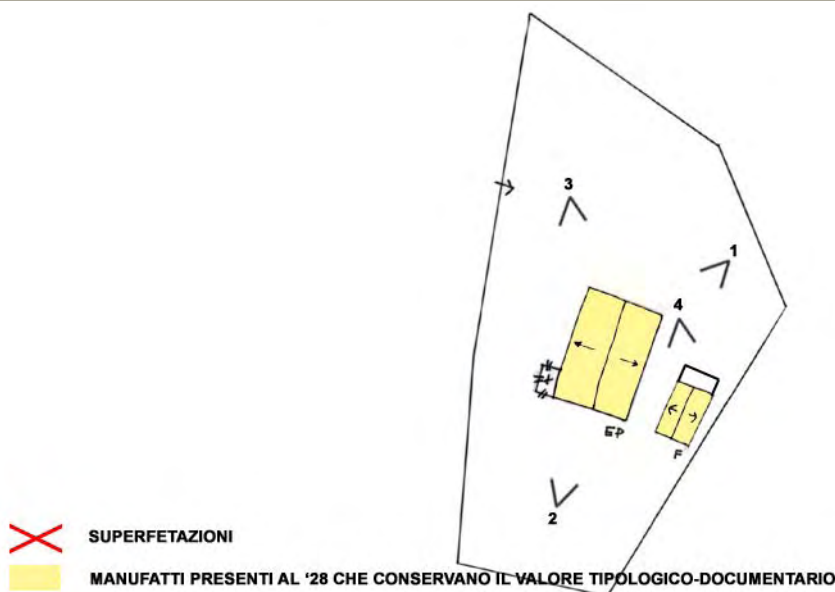 3
1
4
EP
F
2
SUPERFETAZIONI
MANUFATTI PRESENTI AL '28 CHE CONSERVANO IL VALORE TIPOLOGICO-DOCUMENTARIO